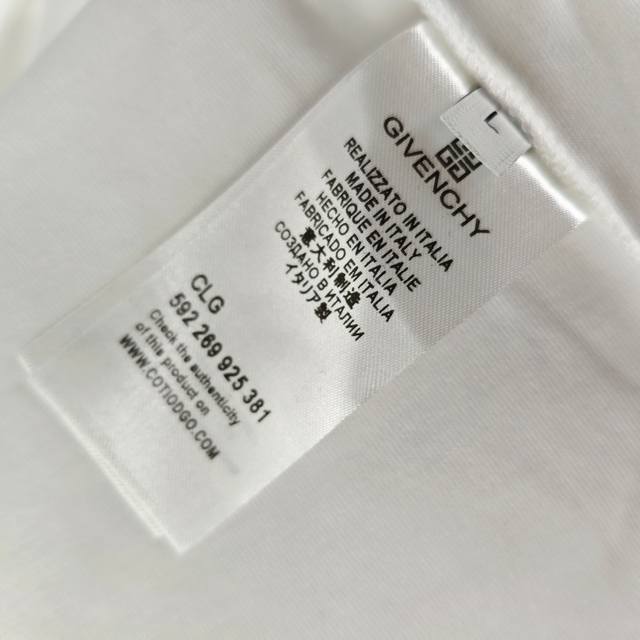 L
GIVENCHY
REALIZZATO IN ITALIA
MADE IN ITALY
FABRIQUÉ EN ITALIE
HECHO EN ITALIA
FABRICADO EM ITALIA
意大利制造
СОЗДАНО В ИТАЛИИ
イタリア製
CLG
592 269 925 381
Check the authenticity
of this product on
WWW.COTIODGO.COM